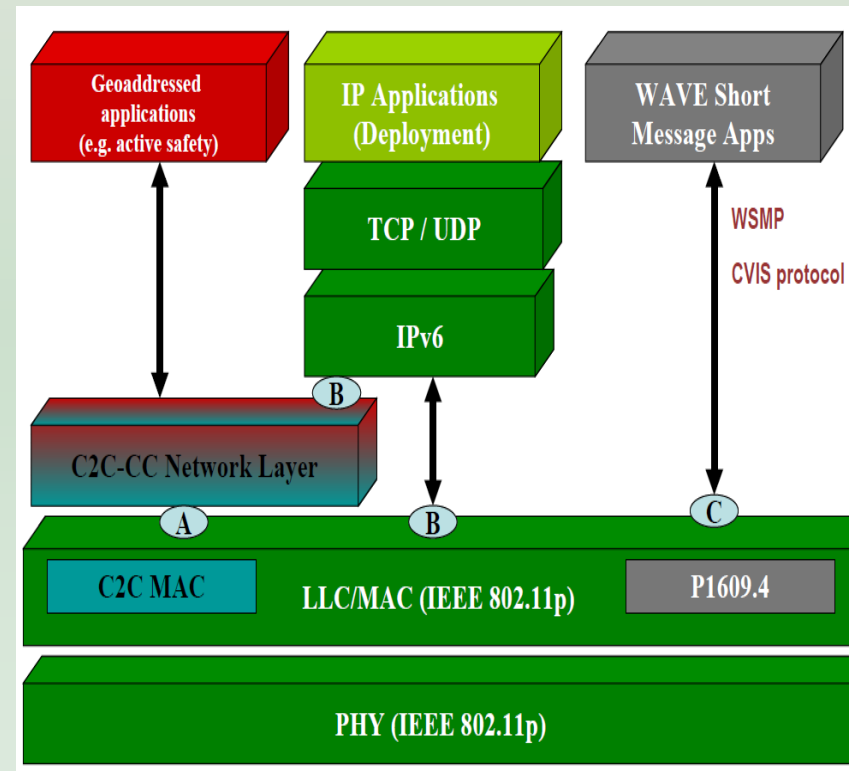 Geoaddressed
applications
(e.g. active safety)
IP Applications
(Deployment)
WAVE Short
Message Apps
TCP / UDP
WSMP
CVIS protocol
IPv6
B
C2C-CC Network Layer
A
B
C
C2C MAC
LLC/MAC (IEEE 802.11p)
P1609.4
PHY (IEEE 802.11p)